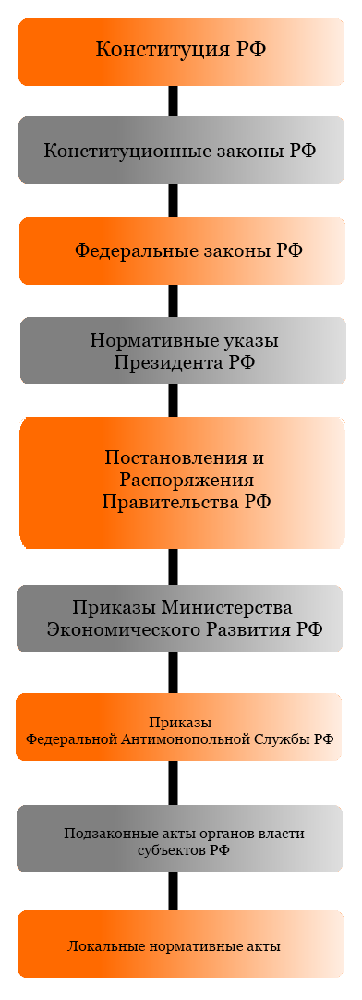 Конституция РФ
Конституционные законы РФ
Федеральные законы РФ
Нормативные указы
Президента РФ
Постановления и
Распоряжения
Правительства РФ
Приказы Министерства
Экономического Развития РФ
Приказы
Федеральной Антимонопольной Службы РФ
Подзаконные акты органов власти
субъектов РФ
Локальные нормативные акты